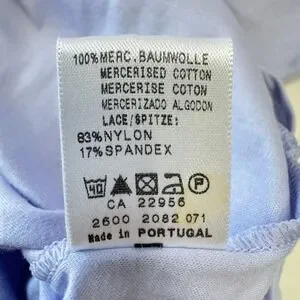 100%MERC.BAUMWOLLE
MERCERISED COTTON
MERCERISE COTON
MERCERIZADO ALGODON
LACE/SPITZE:
83%NYLON
17%SPANDEX
40 P
CA 22956
2600 2082 071
Made in PORTUGAL